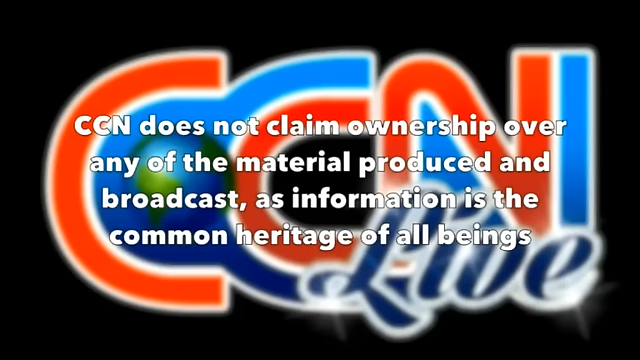 CCN does not claim ownership over
any of the material produced and
broadcast, as information is the
common heritage of all beings
CCN
Live